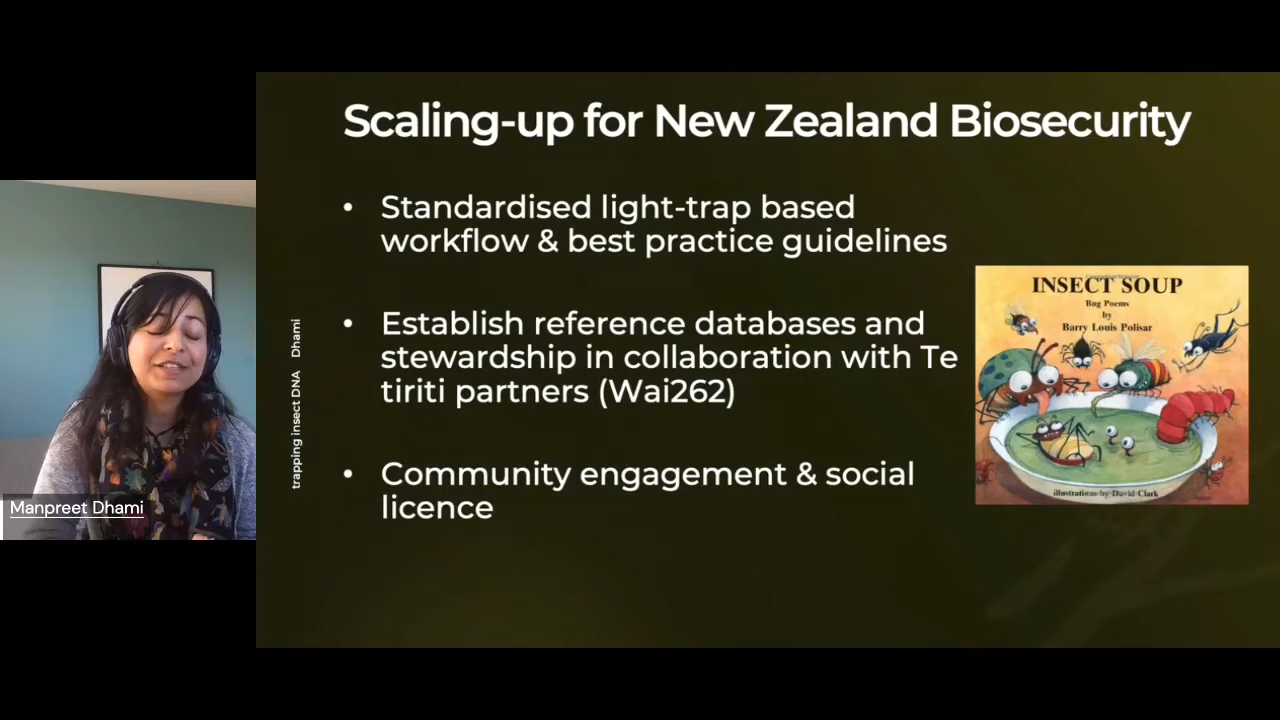 Scaling-up for New Zealand Biosecurity
• Standardised light-trap based
workflow & best practice guidelines
• Establish reference databases and
stewardship in collaboration with Te
tiriti partners (Wai262)
• Community engagement & social
licence
trapping insect DNA Dhami
INSECT SOUP
Bug Poems
by
Barry Louis Polisar
illustrations by David Clark
Manpreet Dhami